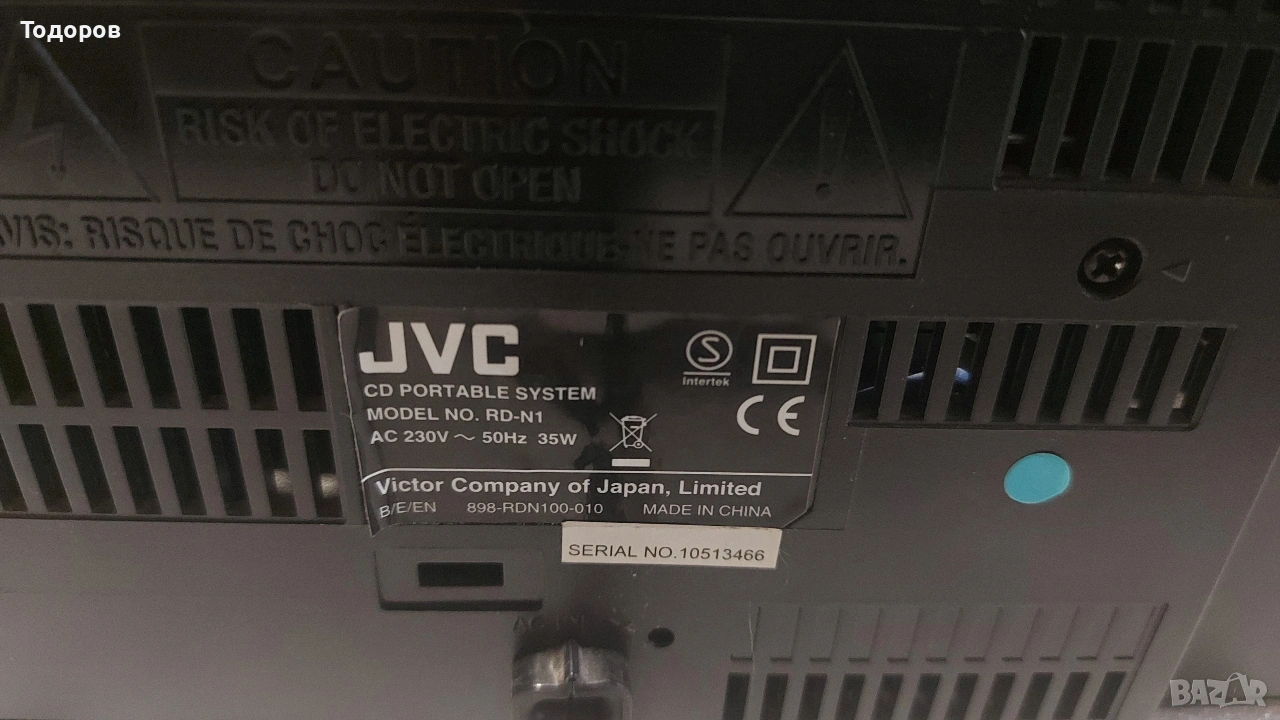 Тодоров
CAUTION
RISK OF ELECTRIC SHOCK
DO NOT OPEN
AVIS: RISQUE DE CHOC ÉLECTRIQUE-NE PAS OUVRIR.
JVC
CD PORTABLE SYSTEM
MODEL NO. RD-N1
AC 230V ~ 50Hz 35W
S
Intertek
CE
Victor Company of Japan, Limited
B/E/EN 898-RDN100-010 MADE IN CHINA
SERIAL NO.10513466
BAZAR